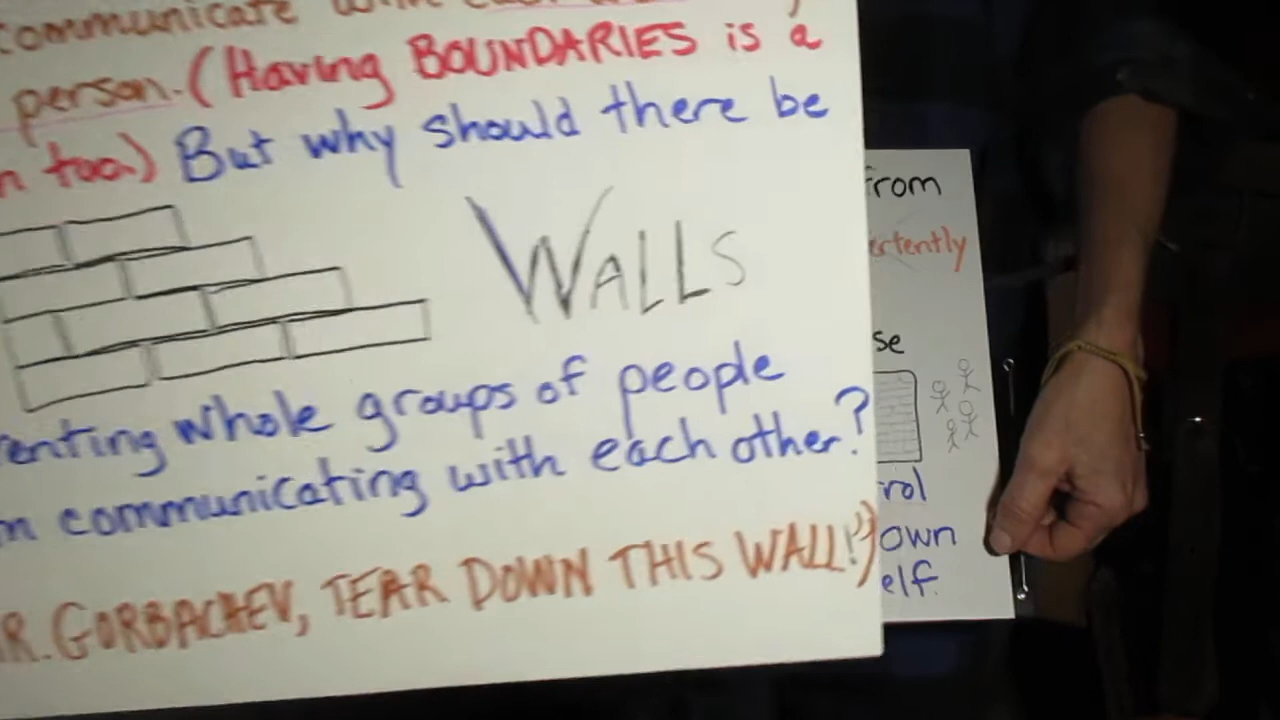 communicate with
person. (Having BOUNDARIES is a
too.) But why should there be
WALLS
enting whole groups of people
communicating with each other?
R. GORBACHEV, TEAR DOWN THIS WALL!")
from
ertently
se
rol
own
elf.